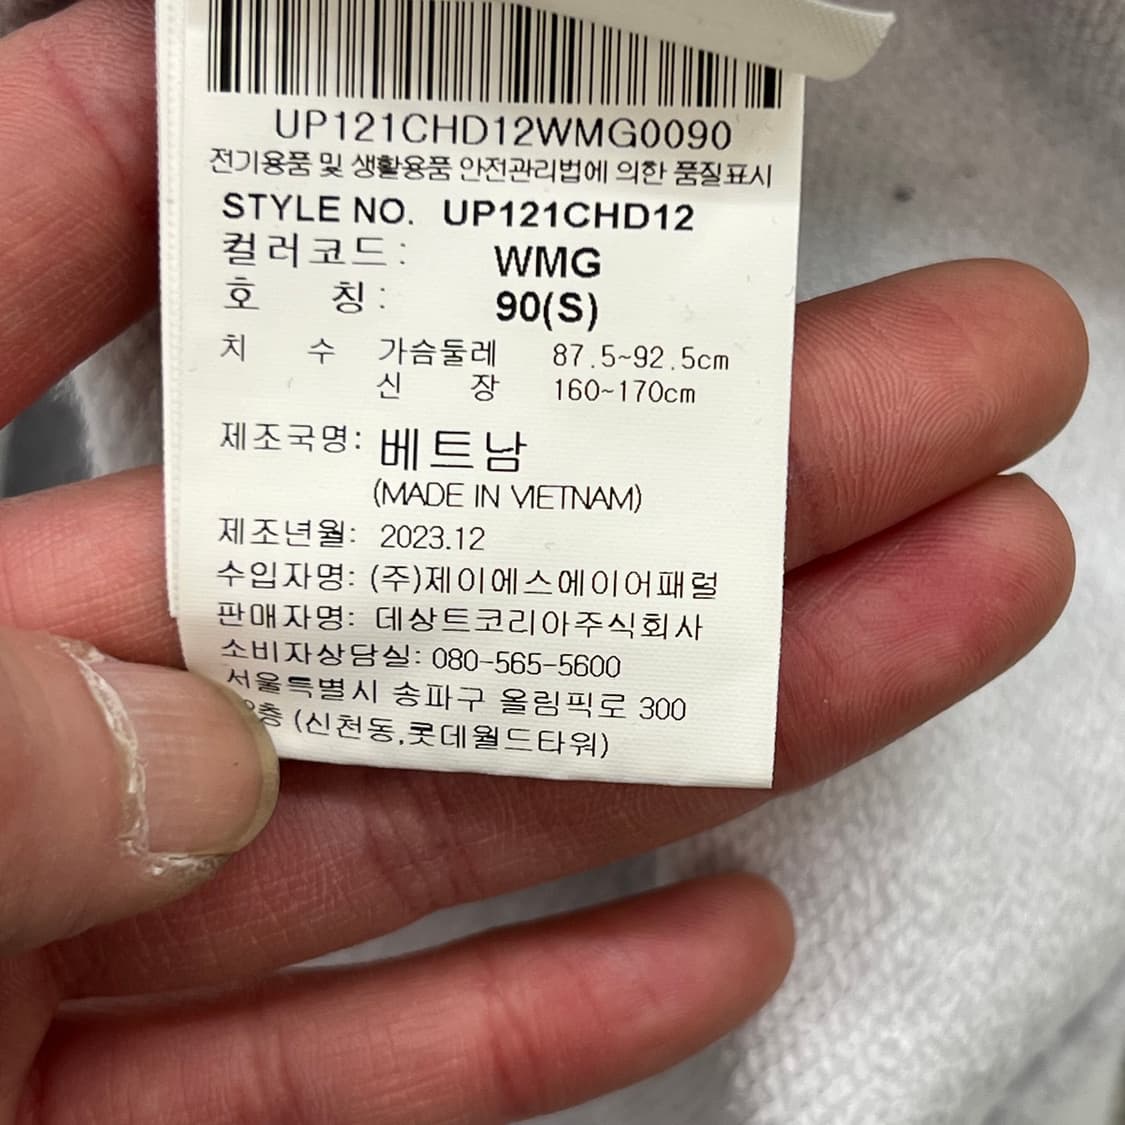 UP121CHD12WMG0090
전기용품 및 생활용품 안전관리법에 의한 품질표시
STYLE NO. UP121CHD12
컬러코드: WMG
호 칭: 90(S)
치 수 가슴둘레 87.5~92.5cm
신 장 160~170cm
제조국명: 베트남
(MADE IN VIETNAM)
제조년월: 2023.12
수입자명: (주)제이에스에이어패럴
판매자명: 데상트코리아주식회사
소비자상담실: 080-565-5600
서울특별시 송파구 올림픽로 300
(신천동,롯데월드타워)